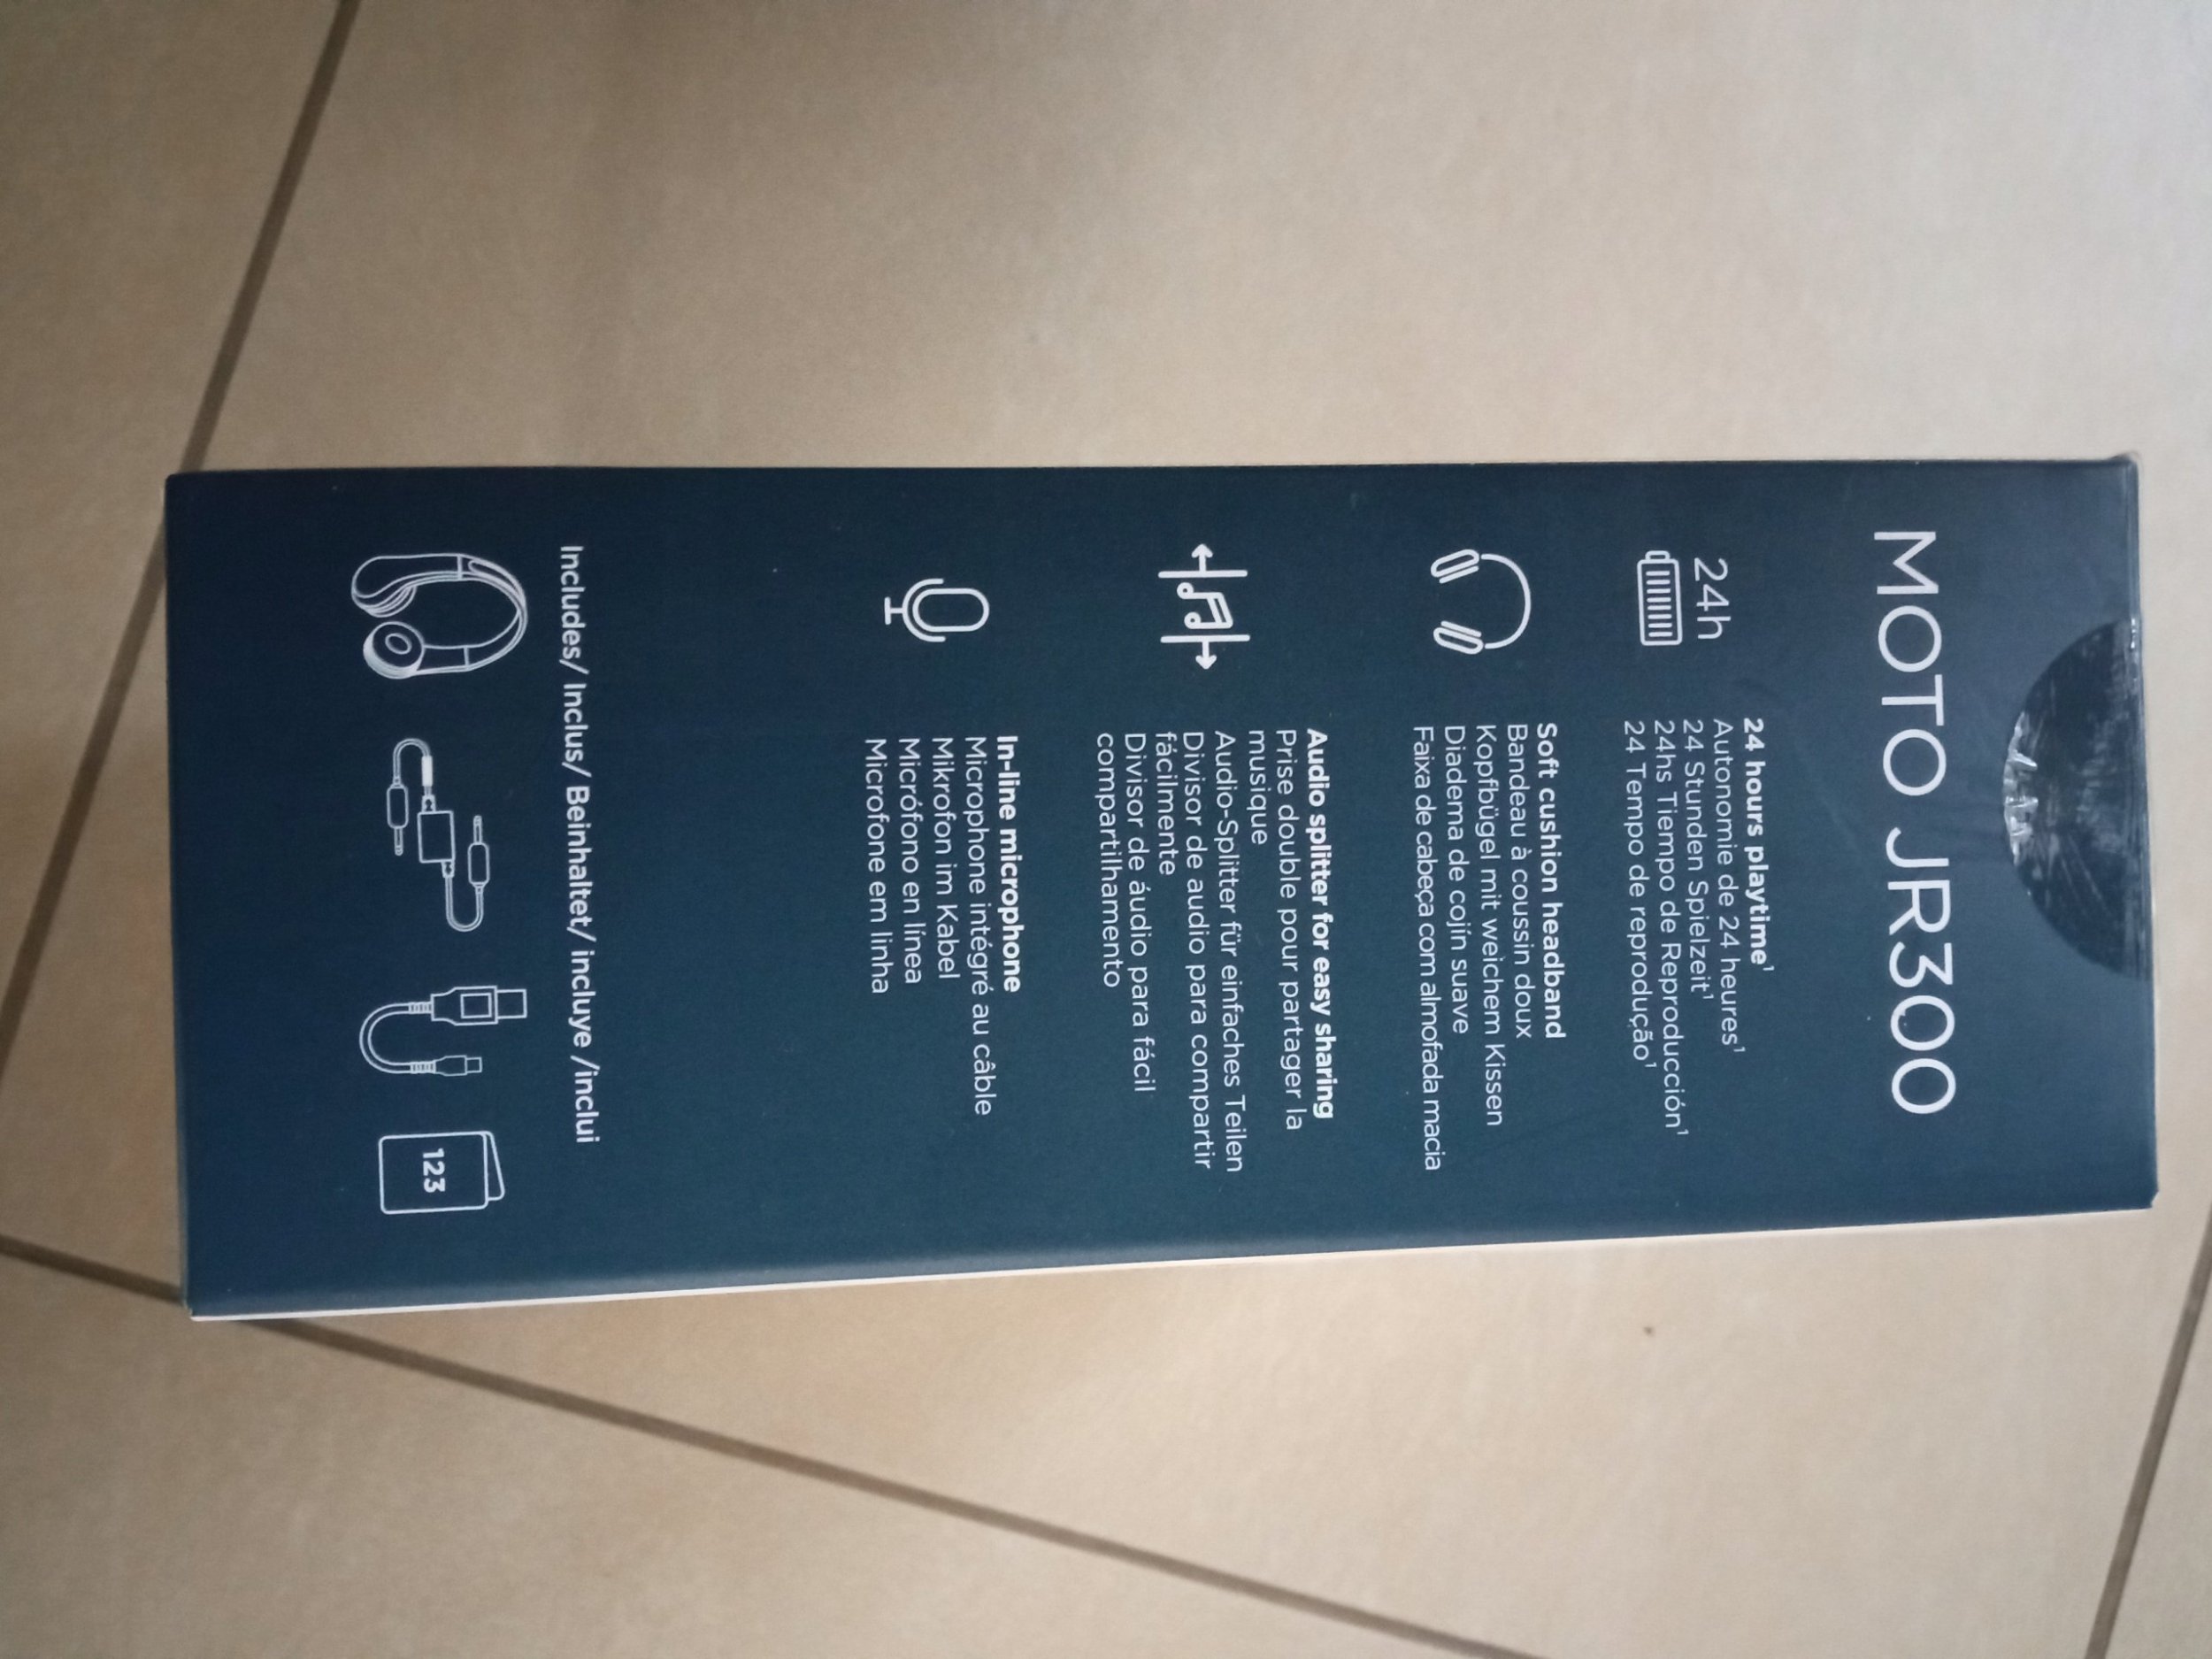 MOTO JR300
24h
24 hours playtime¹
Autonomie de 24 heures¹
24 Stunden Spielzeit¹
24hs Tiempo de Reproducción¹
24 Tempo de reprodução¹
Soft cushion headband
Bandeau à coussin doux
Kopfbügel mit weichem Kissen
Diadema de cojín suave
Faixa de cabeça com almofada macia
Audio splitter for easy sharing
Prise double pour partager la
musique
Audio-Splitter für einfaches Teilen
Divisor de audio para compartir
fácilmente
Divisor de áudio para fácil
compartilhamento
In-line microphone
Microphone intégré au câble
Mikrofon im Kabel
Micrófono en línea
Microfone em linha
Includes/ Inclus/ Beinhaltet/ incluye /inclui
123